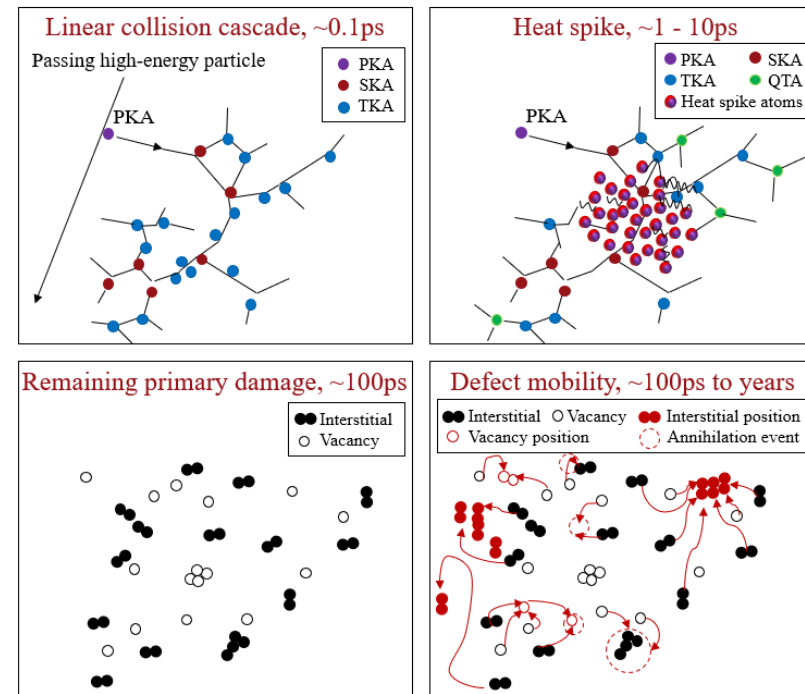 Linear collision cascade, ~0.1ps
Passing high-energy particle
PKA
SKA
TKA
PKA
Heat spike, ~1 - 10ps
PKA SKA
TKA QTA
Heat spike atoms
PKA
Remaining primary damage, ~100ps
Interstitial
Vacancy
Defect mobility, ~100ps to years
Interstitial Vacancy Interstitial position
Vacancy position Annihilation event